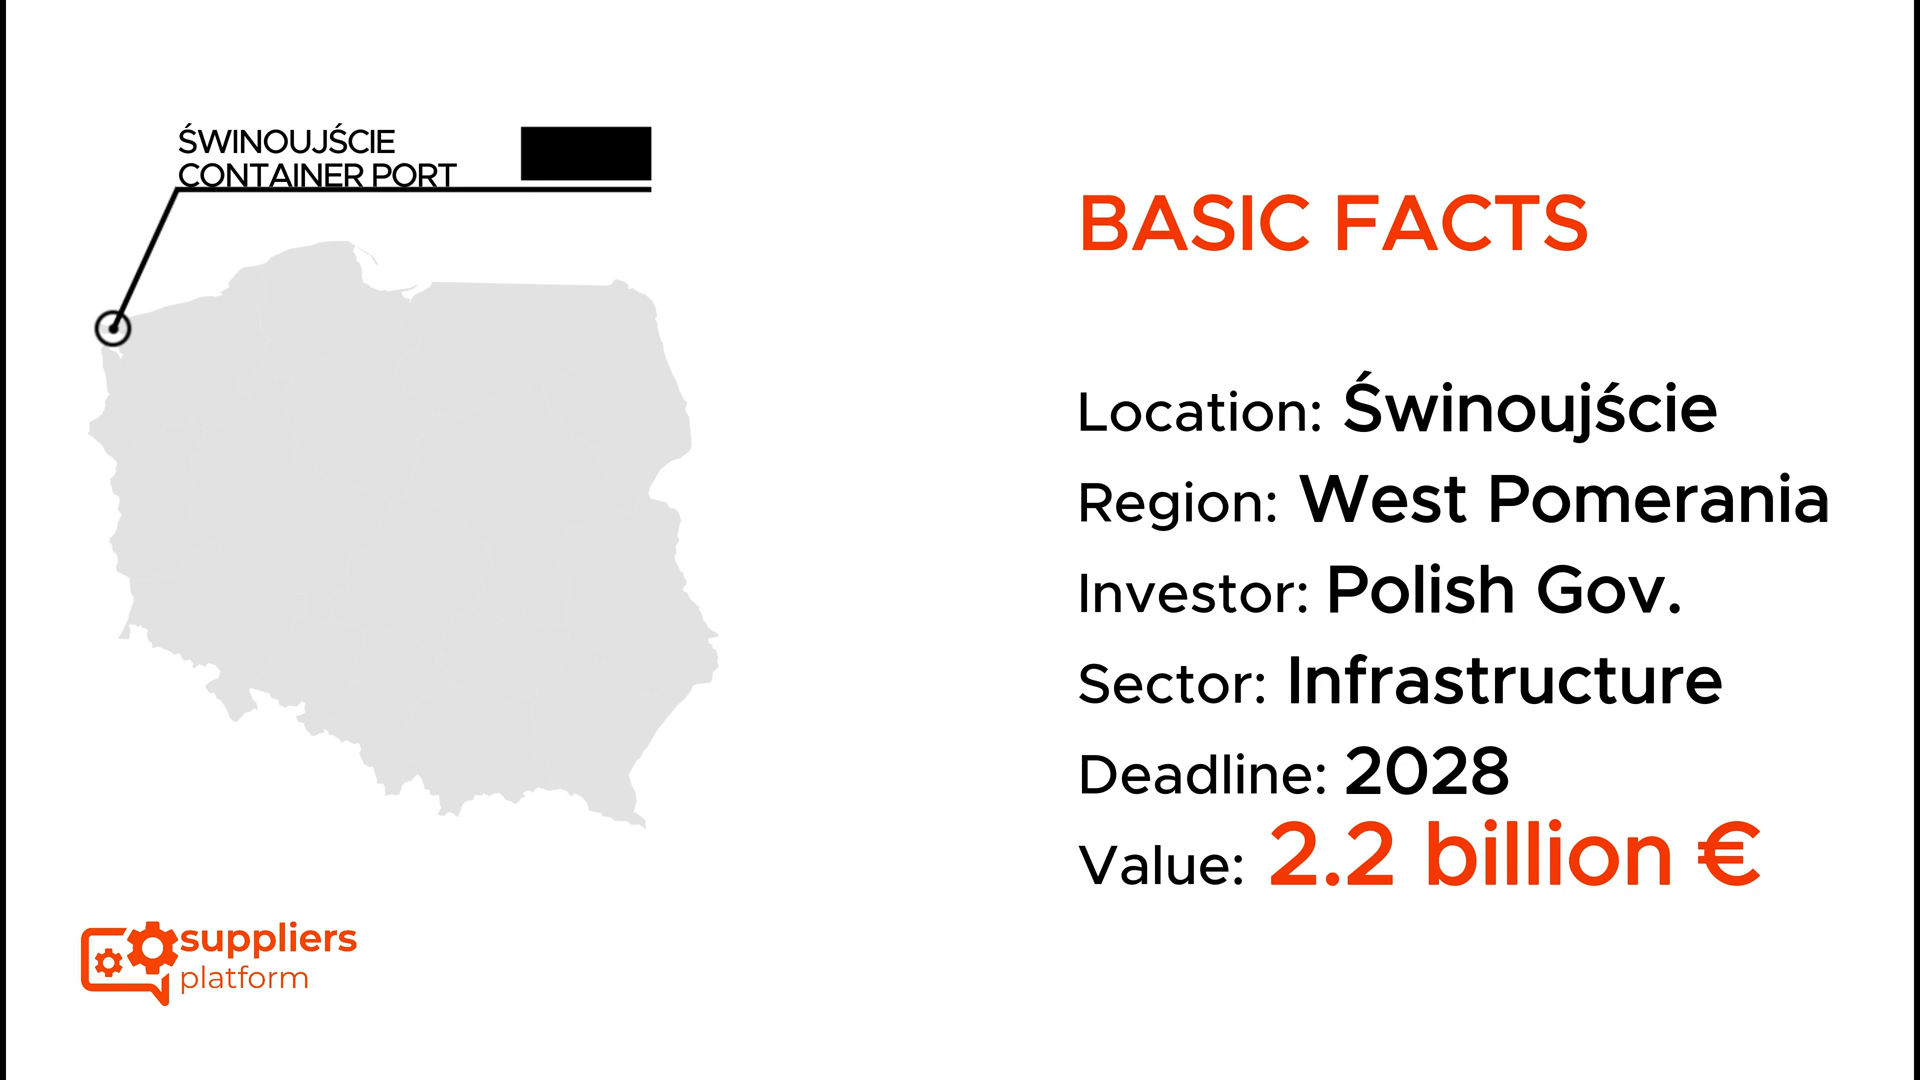 ŚWINOUJŚCIE
CONTAINER PORT
BASIC FACTS
Location: Świnoujście
Region: West Pomerania
Investor: Polish Gov.
Sector: Infrastructure
Deadline: 2028
Value: 2.2 billion €
suppliers
platform